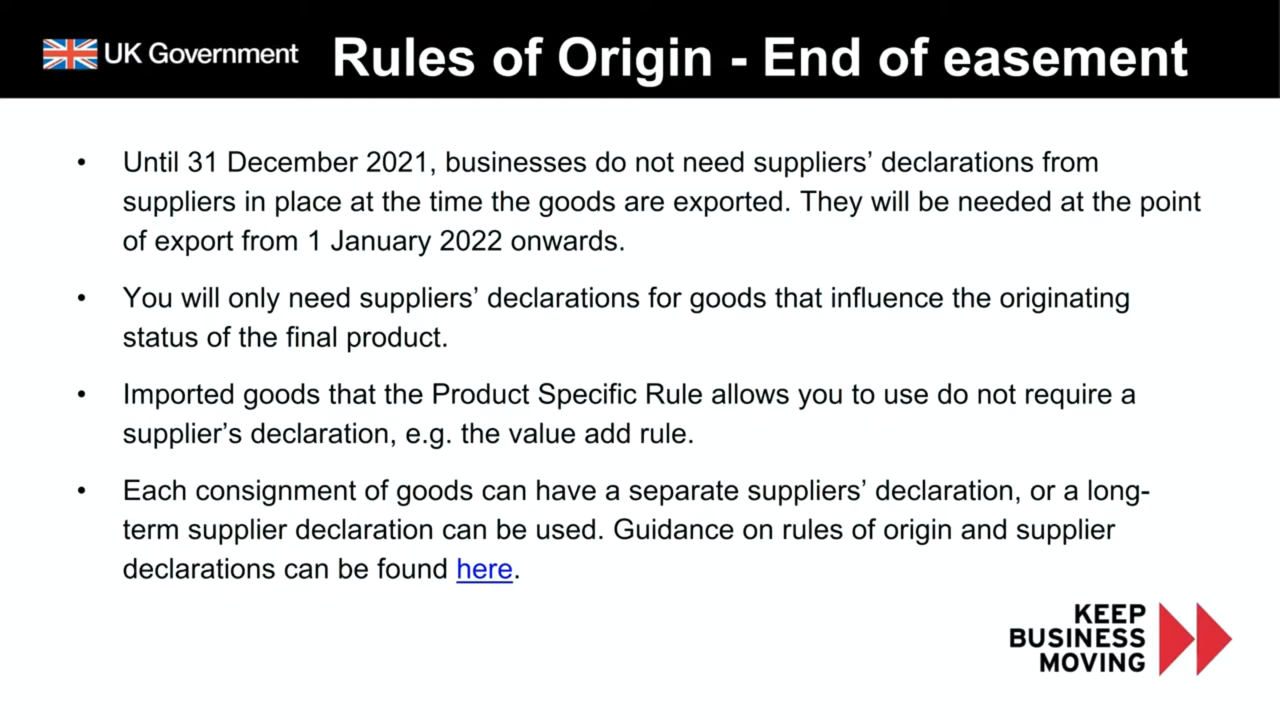 UK Government
Rules of Origin - End of easement
• Until 31 December 2021, businesses do not need suppliers’ declarations from
suppliers in place at the time the goods are exported. They will be needed at the point
of export from 1 January 2022 onwards.
• You will only need suppliers’ declarations for goods that influence the originating
status of the final product.
• Imported goods that the Product Specific Rule allows you to use do not require a
supplier’s declaration, e.g. the value add rule.
• Each consignment of goods can have a separate suppliers’ declaration, or a long-
term supplier declaration can be used. Guidance on rules of origin and supplier
declarations can be found here.
KEEP
BUSINESS
MOVING